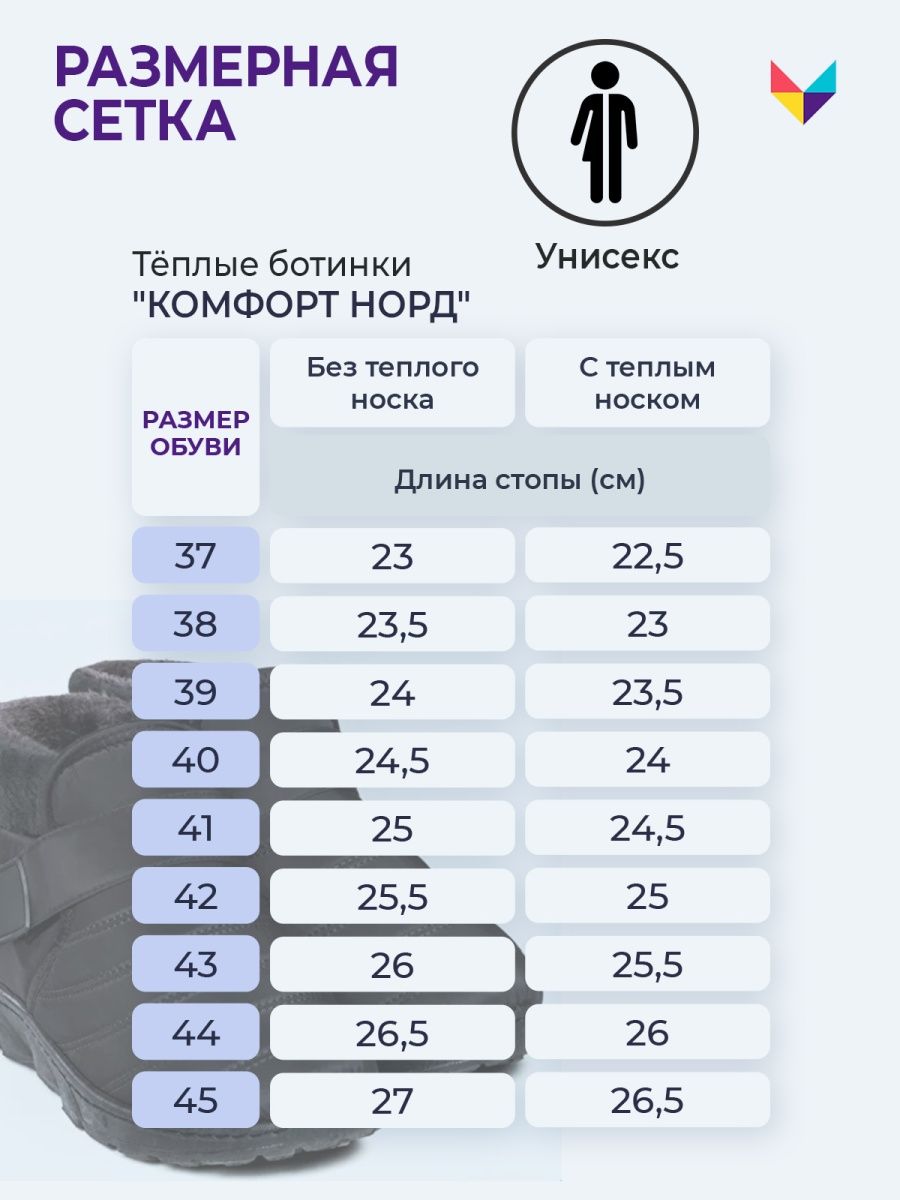 РАЗМЕРНАЯ
СЕТКА
Унисекс
Тёплые ботинки
"КОМФОРТ НОРД"
РАЗМЕР
ОБУВИ
Без теплого
носка
С теплым
носком
Длина стопы (см)
37 23 22,5
38 23,5 23
39 24 23,5
40 24,5 24
41 25 24,5
42 25,5 25
43 26 25,5
44 26,5 26
45 27 26,5